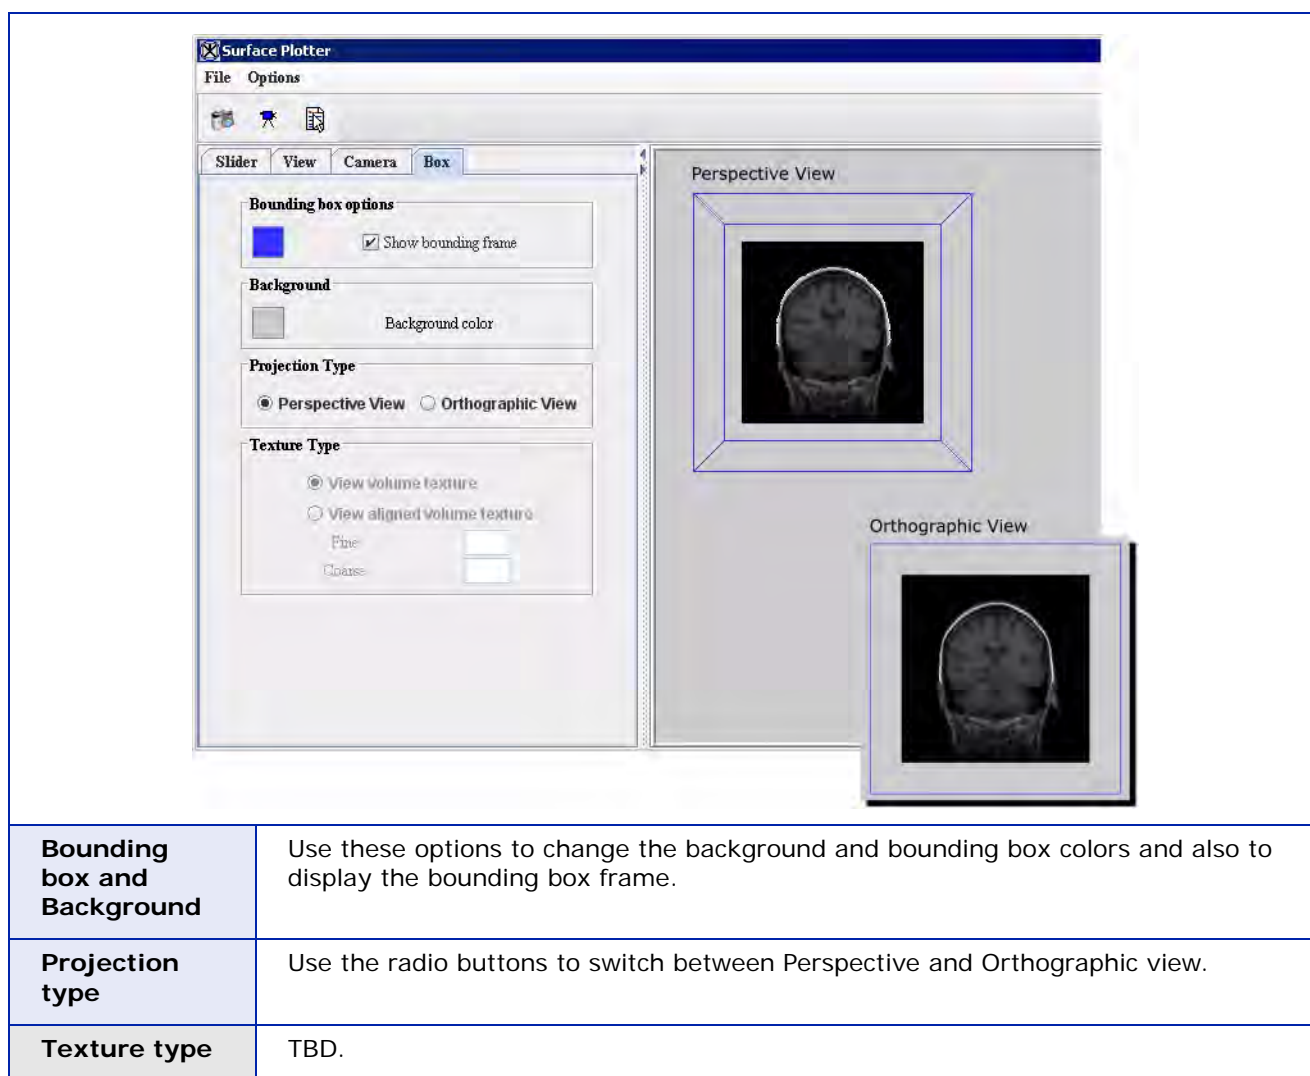 Surface Plotter
File Options
Slider View Camera Box
Bounding box options
Show bounding frame
Background
Background color
Projection Type
Perspective View Orthographic View
Texture Type
View volume texture
View aligned volume texture
Fine
Coarse
Perspective View
Orthographic View
Bounding box and Background
Use these options to change the background and bounding box colors and also to
display the bounding box frame.
Projection type
Use the radio buttons to switch between Perspective and Orthographic view.
Texture type
TBD.